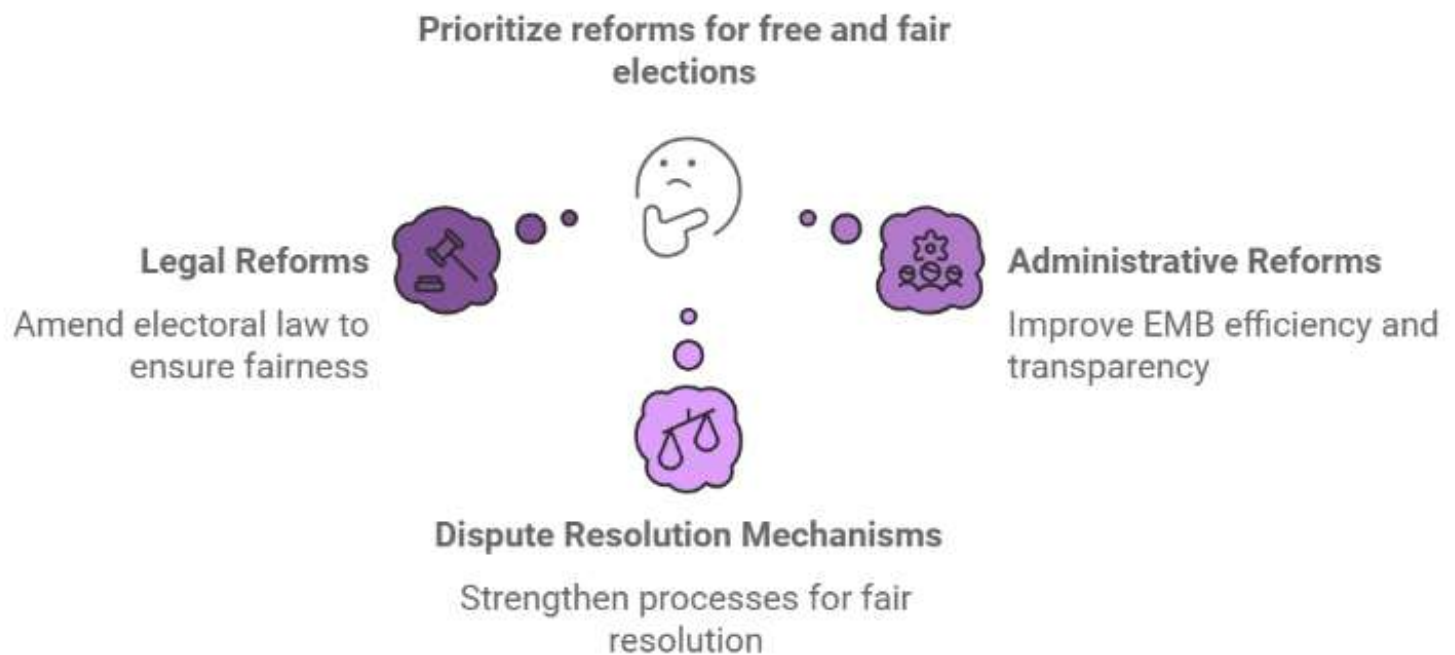 Prioritize reforms for free and fair
elections
Legal Reforms
Amend electoral law to
ensure fairness
Administrative Reforms
Improve EMB efficiency and
transparency
Dispute Resolution Mechanisms
Strengthen processes for fair
resolution